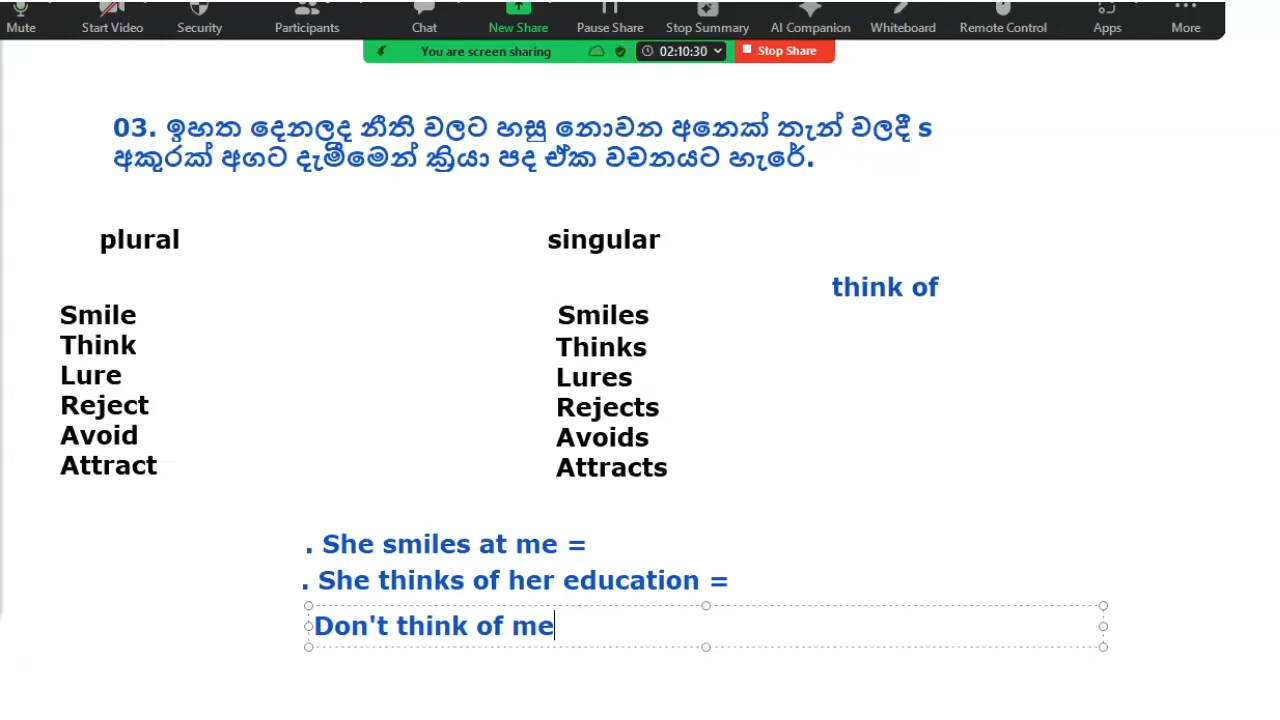 Mute Start Video Security Participants Chat New Share Pause Share Stop Summary AI Companion Whiteboard Remote Control Apps More
You are screen sharing 02:10:30 Stop Share
03. ඉහත දෙනලද නීති වලට හසු නොවන අනෙක් තැන් වලදී s
අකුරක් අගට දැමීමෙන් ක්‍රියා පද ඒක වචනයට හැරේ.
plural singular
think of
Smile Smiles
Think Thinks
Lure Lures
Reject Rejects
Avoid Avoids
Attract Attracts
. She smiles at me =
. She thinks of her education =
Don't think of me